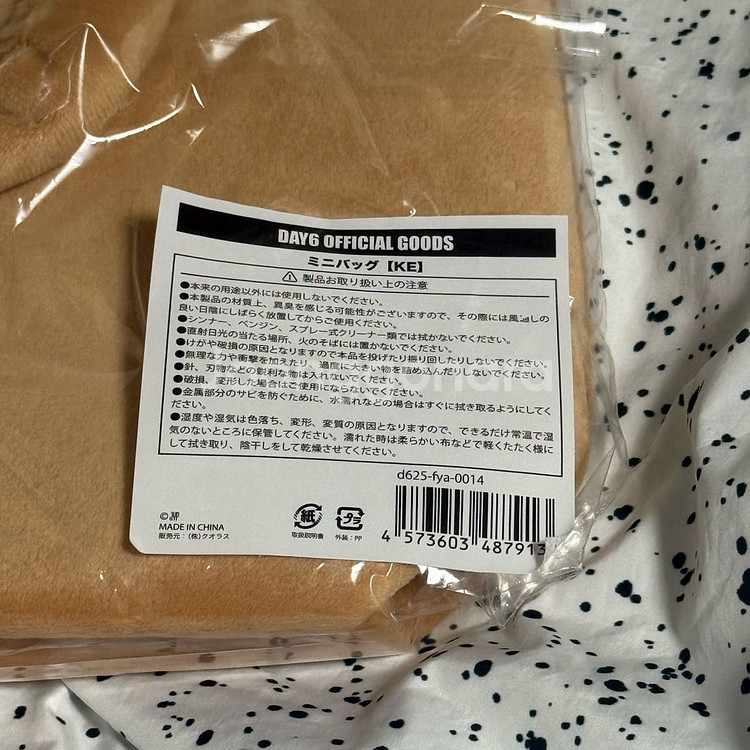 DAY6 OFFICIAL GOODS
ミニバッグ【KE】
製品お取り扱い上の注意
●本来の用途以外には使用しないでください。
●本製品の材質上、異臭を感じる可能性がございますので、その際には風通しの
良い日陰にしばらく放置してからご使用ください。
●シンナー、ベンジン、スプレー式クリーナー類では拭かないでください。
●直射日光の当たる場所、火のそばには置かないでください。
●けがや破損の原因となりますので本品を投げたり振り回したりしないでください。
●無理な力や衝撃を加えたり、過度に大きい物を詰め込んだりしないでください。
●針、刃物などの鋭利な物は入れないでください。
●破損、変形した場合はご使用にならないでください。
●金属部分のサビを防ぐために、水濡れなどの場合はすぐに拭き取るようにしてく
ださい。
●湿度や湿気は色落ち、変形、変質の原因となりますので、できるだけ常温で湿
気のないところに保管してください。濡れた時は柔らかい布などで軽くたたく様に
して拭き取り、陰干しをして乾燥させてください。
d625-fya-0014
©
MADE IN CHINA
販売元：(株)クオラス
紙
取扱説明書
プラ
外装：PP
4 573603 487913